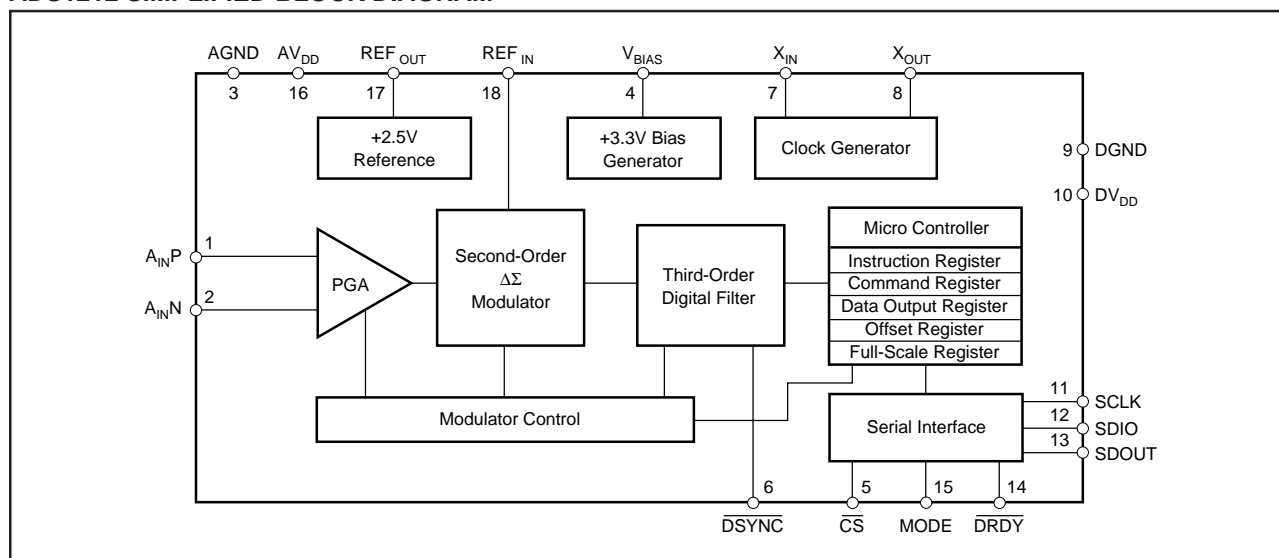 AGND AV_DD REF_OUT REF_IN V_BIAS X_IN X_OUT
3 16 17 18 4 7 8
+2.5V
Reference
+3.3V Bias
Generator
Clock Generator
9 DGND
10 DV_DD
Micro Controller
Instruction Register
Command Register
Data Output Register
Offset Register
Full-Scale Register
A_INP 1
A_INN 2
PGA
Second-Order
ΔΣ
Modulator
Third-Order
Digital Filter
Modulator Control
Serial Interface
11 SCLK
12 SDIO
13 SDOUT
6 5 15 14
DSYNC CS MODE DRDY